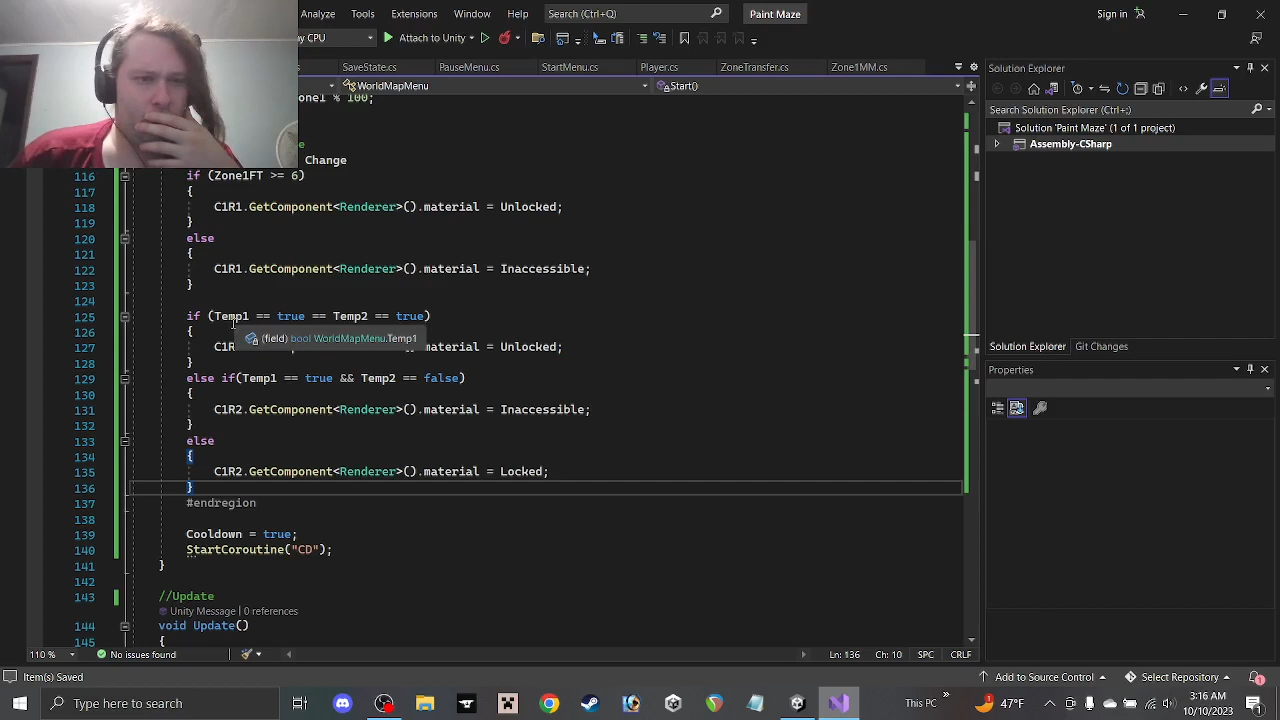 Analyze Tools Extensions Window Help Search (Ctrl+Q) Paint Maze Sign in
CPU Attach to Unity
SaveState.cs PauseMenu.cs StartMenu.cs Player.cs ZoneTransfer.cs Zone1MM.cs
WorldMapMenu Start()
% 100;
Change
116 if (Zone1FT >= 6)
117 {
118 C1R1.GetComponent<Renderer>().material = Unlocked;
119 }
120 else
121 {
122 C1R1.GetComponent<Renderer>().material = Inaccessible;
123 }
124
125 if (Temp1 == true == Temp2 == true)
126 {
(field) bool WorldMapMenu.Temp1
127 ().material = Unlocked;
128 }
129 else if(Temp1 == true && Temp2 == false)
130 {
131 C1R2.GetComponent<Renderer>().material = Inaccessible;
132 }
133 else
134 {
135 C1R2.GetComponent<Renderer>().material = Locked;
136 }
137 #endregion
138
139 Cooldown = true;
140 StartCoroutine("CD");
141 }
142
143 //Update
Unity Message | 0 references
144 void Update()
145 {
110 % No issues found Ln: 136 Ch: 10 SPC CRLF
Solution Explorer
Search Solution Explorer (Ctrl+;)
Solution 'Paint Maze' (1 of 1 project)
Assembly-CSharp
Solution Explorer Git Changes
Properties
Item(s) Saved Add to Source Control Select Repository 1
Type here to search This PC » 47°F 3:16 AM
10/10/2023